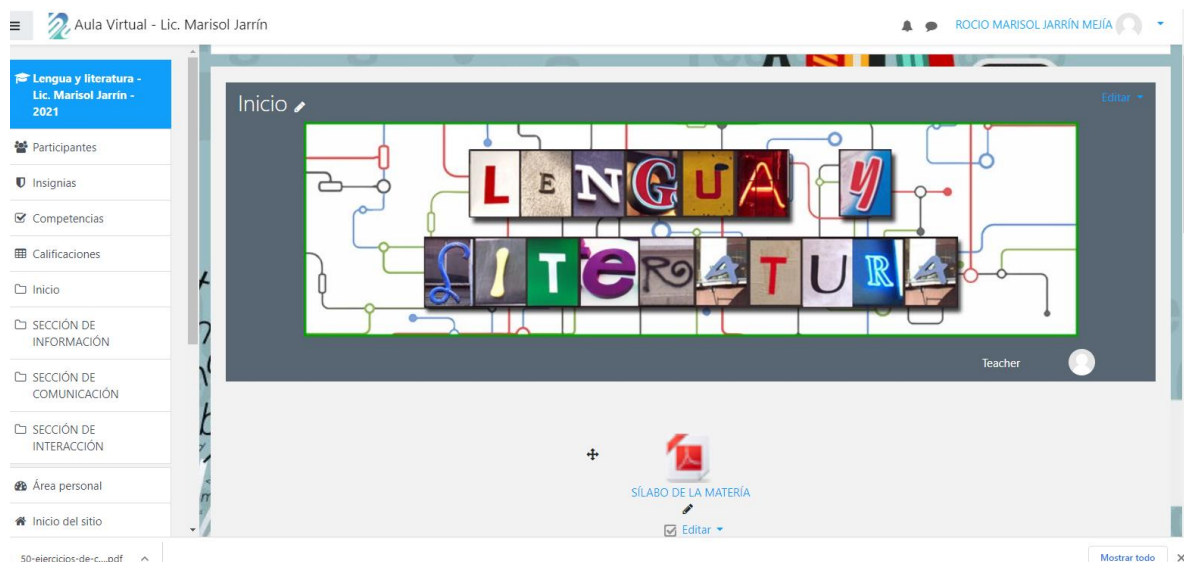 Aula Virtual - Lic. Marisol Jarrín
ROCIO MARISOL JARRÍN MEJÍA
Lengua y literatura -
Lic. Marisol Jarrín -
2021
Participantes
Insignias
Competencias
Calificaciones
Inicio
SECCIÓN DE
INFORMACIÓN
SECCIÓN DE
COMUNICACIÓN
SECCIÓN DE
INTERACCIÓN
Área personal
Inicio del sitio
Inicio
Editar
LENGUA Y
LITERATURA
Teacher
SÍLABO DE LA MATERÍA
Editar
50-ejercicios-de-c....pdf
Mostrar todo